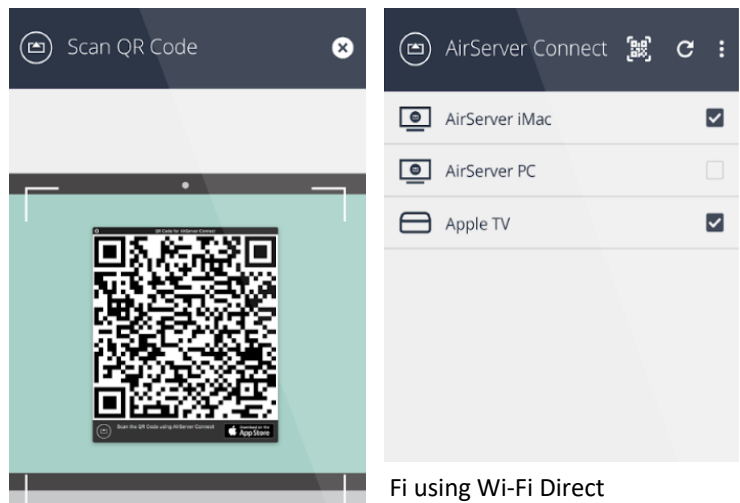 Scan QR Code
QR Code for AirServer Connect
Scan the QR Code using AirServer Connect
Download on the
App Store
AirServer Connect
AirServer iMac
AirServer PC
Apple TV
Fi using Wi-Fi Direct